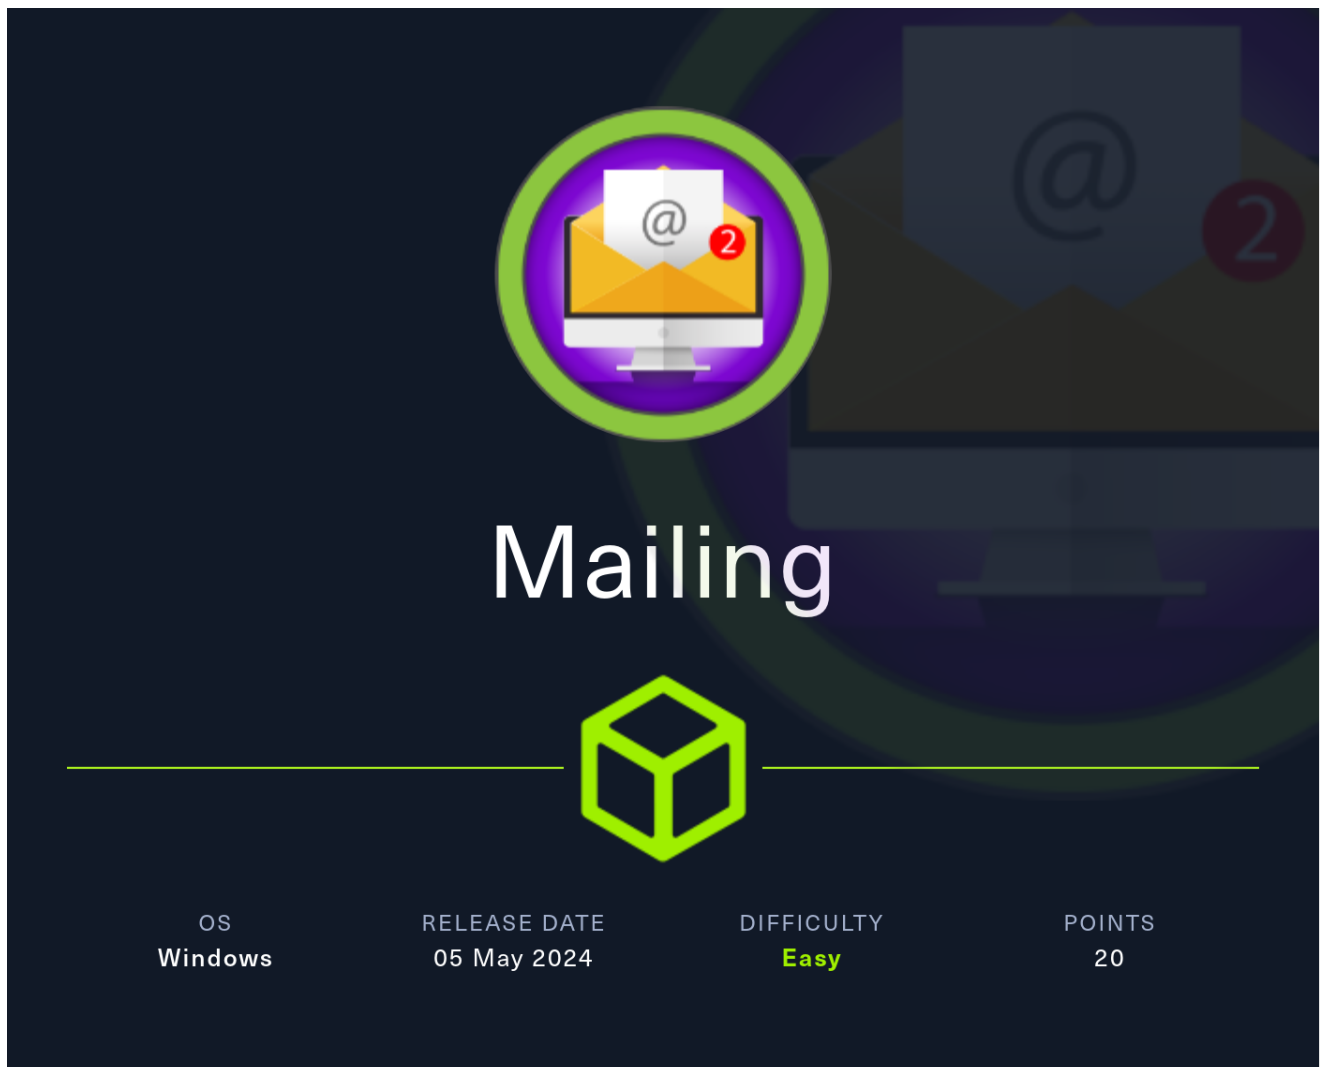 @
2
@
2
Mailing
OS
RELEASE DATE
DIFFICULTY
POINTS
Windows
05 May 2024
Easy
20